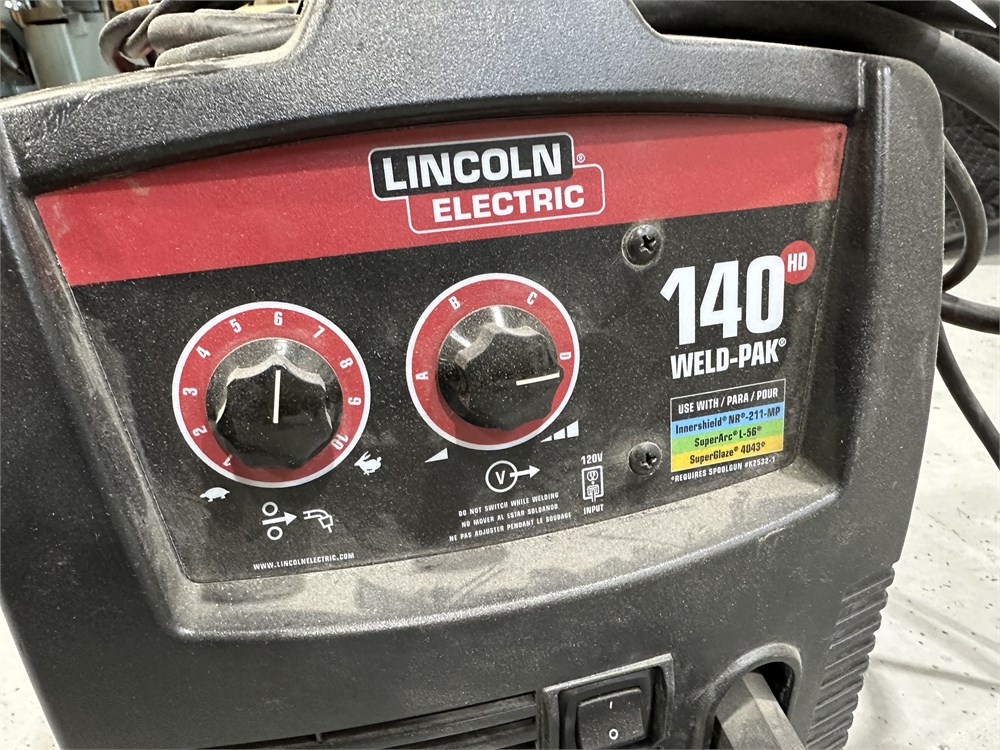 LINCOLN ®
ELECTRIC
140 HD
WELD-PAK®
USE WITH / PARA / POUR
Innershield® NR®-211-MP
SuperArc® L-56®
SuperGlaze® 4043®
*REQUIRES SPOOLGUN #K2532-1
1 2 3 4 5 6 7 8 9 10
A B C D
V
120V
INPUT
DO NOT SWITCH WHILE WELDING
NO MOVER AL ESTAR SOLDANDO
NE PAS ADJUSTER PENDANT LE SOUDAGE
WWW.LINCOLNELECTRIC.COM
I
O